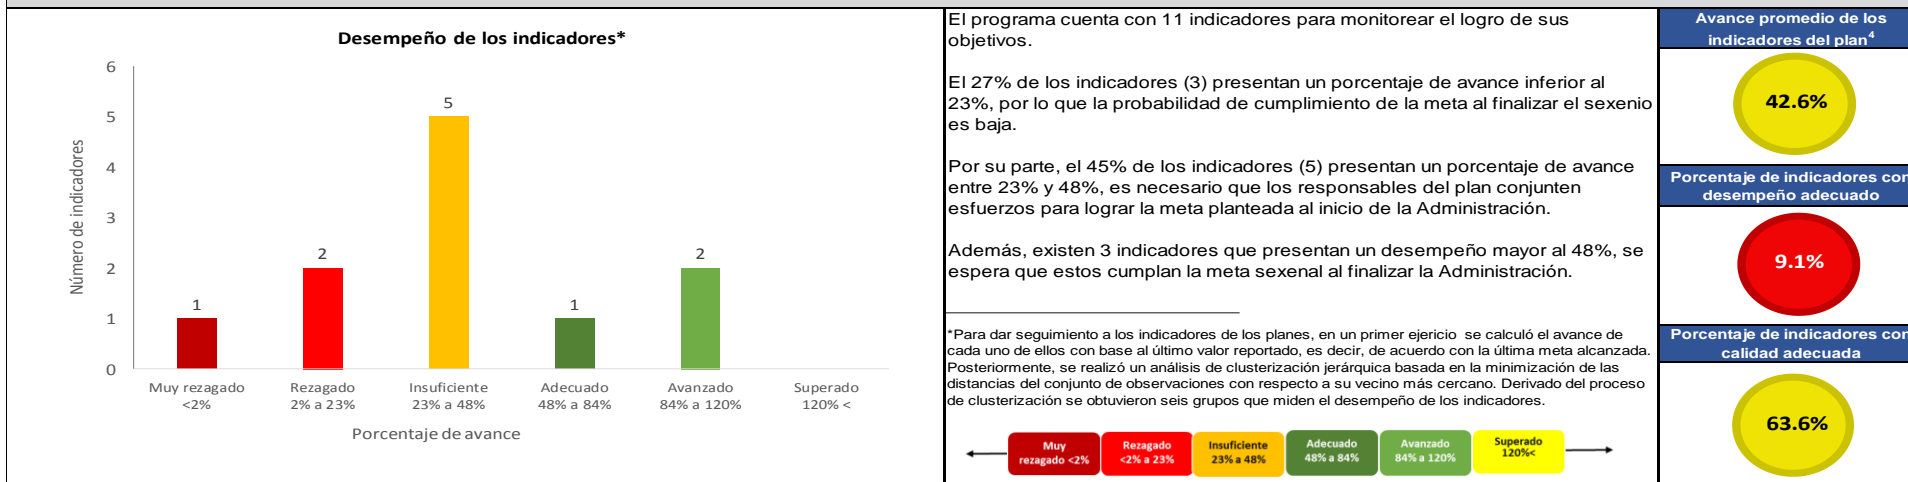 Desempeño de los indicadores*
Número de indicadores
6
5
4
3
2
1
0
1
2
5
1
2
Muy rezagado
<2%
Rezagado
2% a 23%
Insuficiente
23% a 48%
Adecuado
48% a 84%
Avanzado
84% a 120%
Superado
120% <
Porcentaje de avance
El programa cuenta con 11 indicadores para monitorear el logro de sus
objetivos.
El 27% de los indicadores (3) presentan un porcentaje de avance inferior al
23%, por lo que la probabilidad de cumplimiento de la meta al finalizar el sexenio
es baja.
Por su parte, el 45% de los indicadores (5) presentan un porcentaje de avance
entre 23% y 48%, es necesario que los responsables del plan conjunten
esfuerzos para lograr la meta planteada al inicio de la Administración.
Además, existen 3 indicadores que presentan un desempeño mayor al 48%, se
espera que estos cumplan la meta sexenal al finalizar la Administración.
*Para dar seguimiento a los indicadores de los planes, en un primer ejericio se calculó el avance de
cada uno de ellos con base al último valor reportado, es decir, de acuerdo con la última meta alcanzada.
Posteriormente, se realizó un análisis de clusterización jerárquica basada en la minimización de las
distancias del conjunto de observaciones con respecto a su vecino más cercano. Derivado del proceso
de clusterización se obtuvieron seis grupos que miden el desempeño de los indicadores.
Muy
rezagado <2%
Rezagado
<2% a 23%
Insuficiente
23% a 48%
Adecuado
48% a 84%
Avanzado
84% a 120%
Superado
120%<
Avance promedio de los
indicadores del plan⁴
42.6%
Porcentaje de indicadores con
desempeño adecuado
9.1%
Porcentaje de indicadores con
calidad adecuada
63.6%